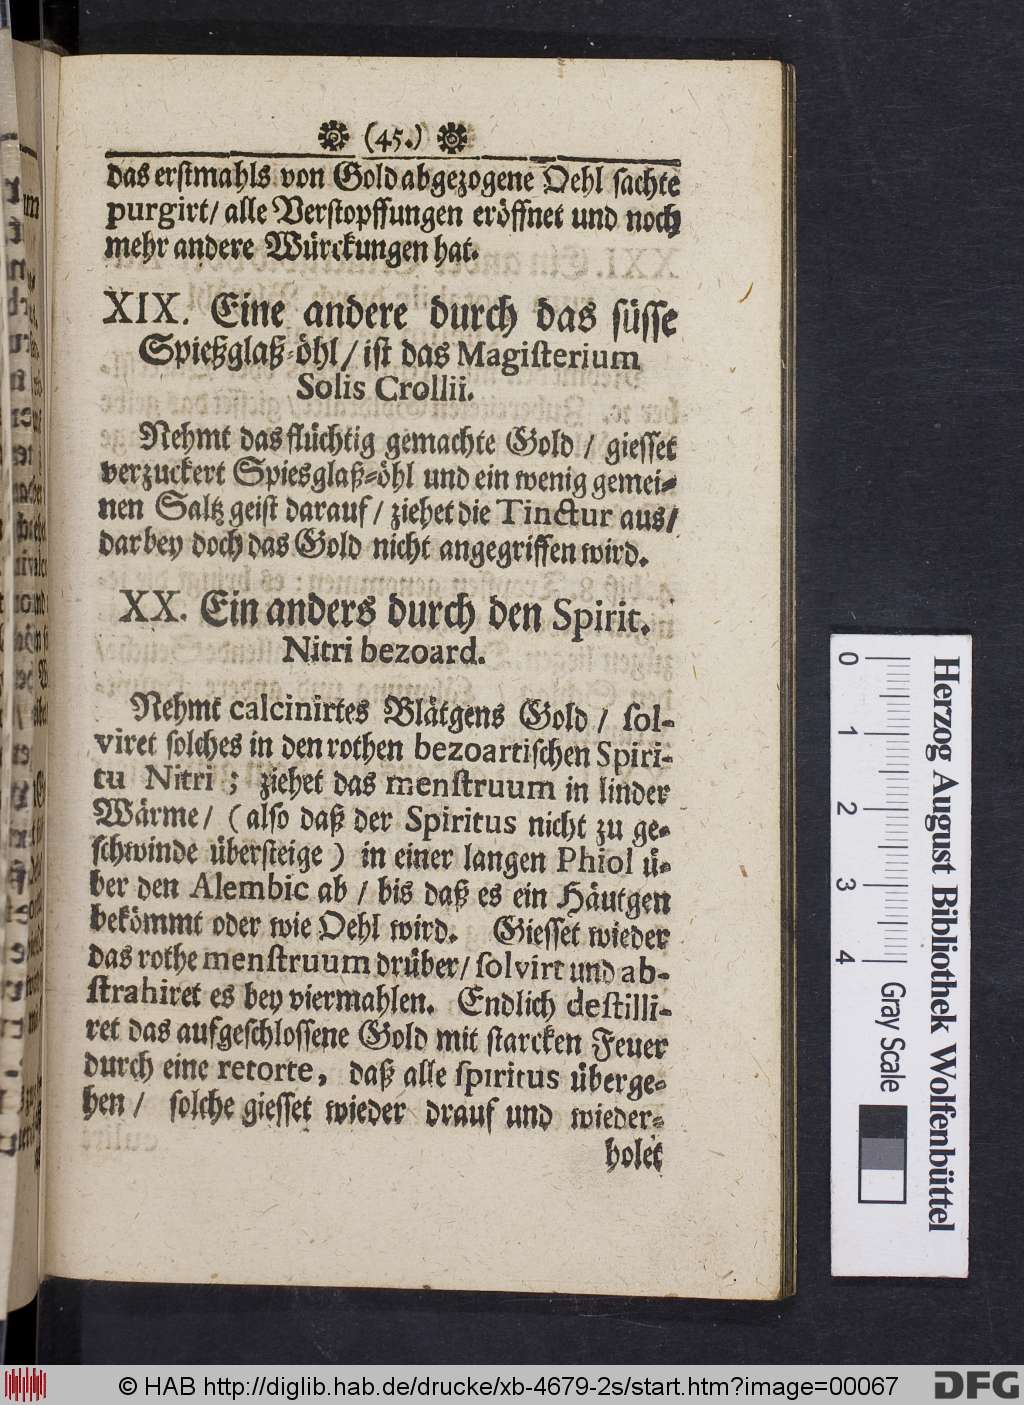 (45.)
das erstmahls von Gold abgezogene Oehl sachte
purgirt/ alle Verstopffungen eröffnet und noch
mehr andere Würckungen hat.
XIX. Eine andere durch das süsse
Spießglaß-öhl/ ist das Magisterium
Solis Crollii.
Nehmt das flüchtig gemachte Gold / giesset
verzuckert Spiesglaß-öhl und ein wenig gemei-
nen Saltz geist darauf/ ziehet die Tinctur aus/
darbey doch das Gold nicht angegriffen wird.
XX. Ein anders durch den Spirit.
Nitri bezoard.
Nehmt calcinirtes Blätgens Gold / sol-
viret solches in den rothen bezoartischen Spiri-
tu Nitri ; ziehet das menstruum in linder
Wärme/ (also daß der Spiritus nicht zu ge-
schwinde übersteige) in einer langen Phiol ü-
ber den Alembic ab / bis daß es ein Häutgen
bekömmt oder wie Oehl wird. Giesset wieder
das rothe menstruum drüber/ solvirt und ab-
strahiret es bey viermahlen. Endlich destilli-
ret das aufgeschlossene Gold mit starcken Feuer
durch eine retorte, daß alle spiritus überge-
hen / solche giesset wieder drauf und wieder-
holet
0 1 2 3 4
Gray Scale
Herzog August Bibliothek Wolfenbüttel
© HAB http://diglib.hab.de/drucke/xb-4679-2s/start.htm?image=00067
DFG